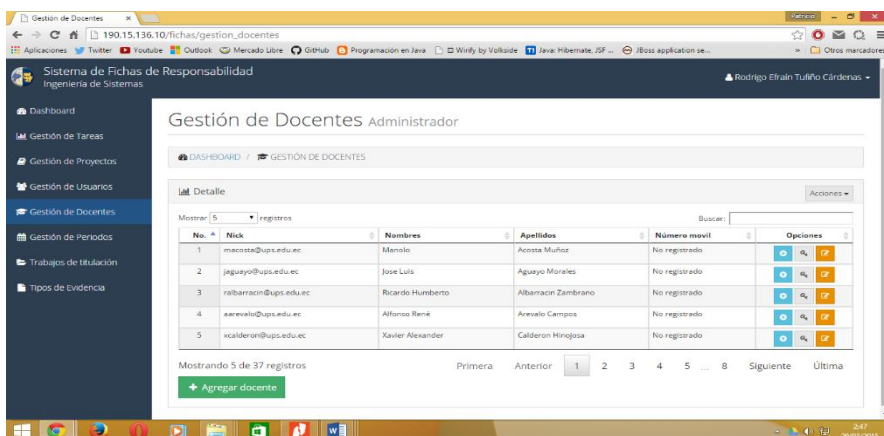 Gestión de Docentes
Patricio
190.15.136.10/fichas/gestion_docentes
Aplicaciones Twitter Youtube Outlook Mercado Libre GitHub Programación en Java Winify by Volkside Java: Hibernate, JSF ... JBoss application se... » Otros marcadores
Sistema de Fichas de Responsabilidad
Ingeniería de Sistemas
Rodrigo Efraín Tufiño Cárdenas
Dashboard
Gestión de Tareas
Gestión de Proyectos
Gestión de Usuarios
Gestión de Docentes
Gestión de Periodos
Trabajos de titulación
Tipos de Evidencia
Gestión de Docentes Administrador
DASHBOARD / GESTIÓN DE DOCENTES
Detalle
Acciones
Mostrar 5 registros
Buscar:
No. Nick Nombres Apellidos Número movil Opciones
1 macosta@ups.edu.ec Manolo Acosta Muñoz No registrado
2 jaguayo@ups.edu.ec Jose Luis Aguayo Morales No registrado
3 ralbarracin@ups.edu.ec Ricardo Humberto Albarracin Zambrano No registrado
4 aarevalo@ups.edu.ec Alfonso René Arevalo Campos No registrado
5 xcalderon@ups.edu.ec Xavier Alexander Calderon Hinojosa No registrado
Mostrando 5 de 37 registros
Primera Anterior 1 2 3 4 5 ... 8 Siguiente Última
+ Agregar docente
2:47